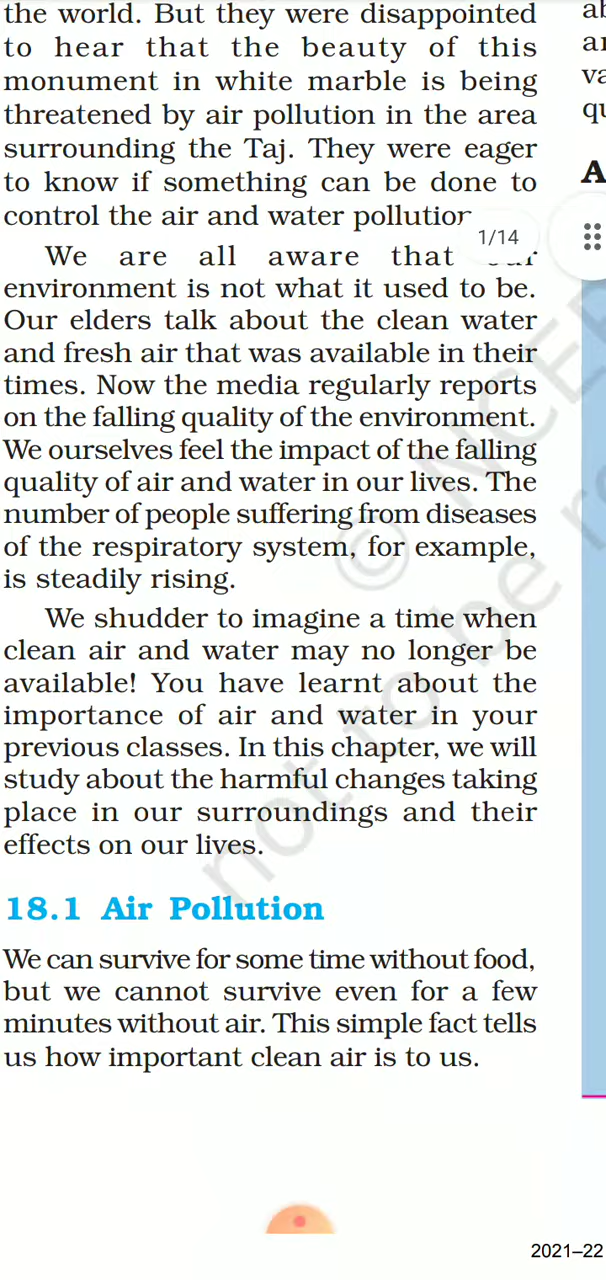 the world. But they were disappointed
to hear that the beauty of this
monument in white marble is being
threatened by air pollution in the area
surrounding the Taj. They were eager
to know if something can be done to
control the air and water pollution
1/14
We are all aware that our
environment is not what it used to be.
Our elders talk about the clean water
and fresh air that was available in their
times. Now the media regularly reports
on the falling quality of the environment.
We ourselves feel the impact of the falling
quality of air and water in our lives. The
number of people suffering from diseases
of the respiratory system, for example,
is steadily rising.
We shudder to imagine a time when
clean air and water may no longer be
available! You have learnt about the
importance of air and water in your
previous classes. In this chapter, we will
study about the harmful changes taking
place in our surroundings and their
effects on our lives.
18.1 Air Pollution
We can survive for some time without food,
but we cannot survive even for a few
minutes without air. This simple fact tells
us how important clean air is to us.
© NCE
not to be r
A
2021–22